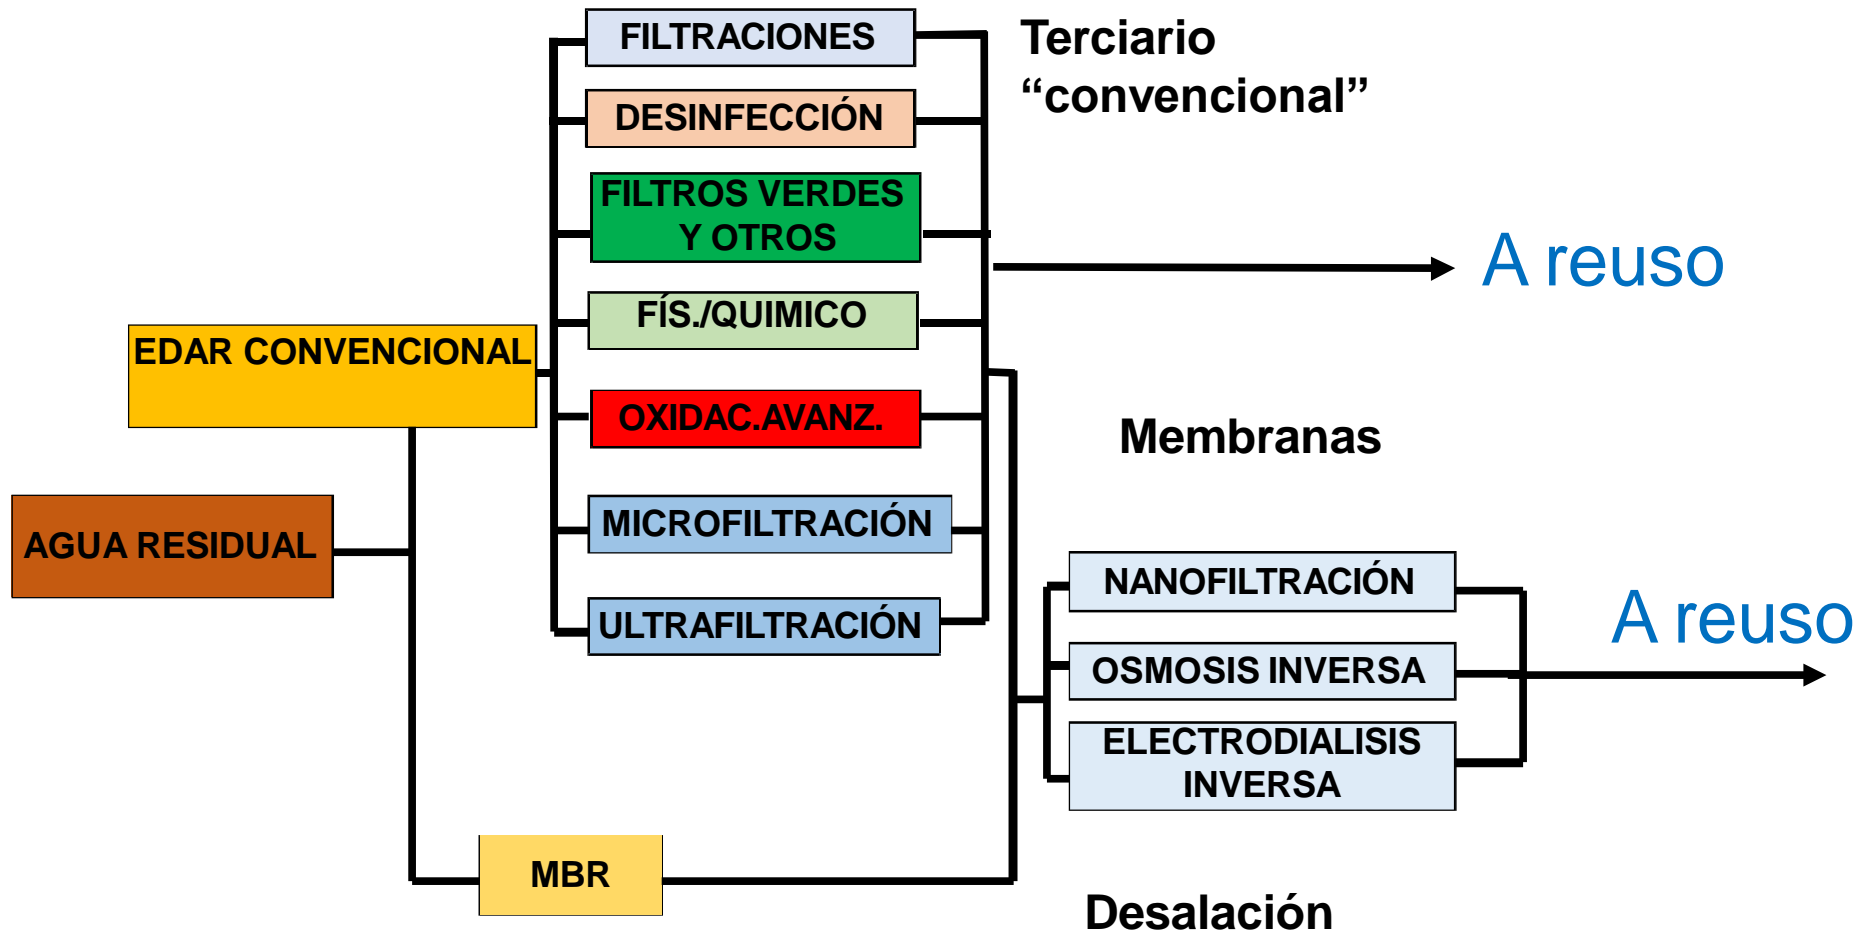 FILTRACIONES
Terciario
“convencional”
DESINFECCIÓN
FILTROS VERDES
Y OTROS
A reuso
FÍS./QUIMICO
EDAR CONVENCIONAL
OXIDAC.AVANZ.
Membranas
MICROFILTRACIÓN
AGUA RESIDUAL
NANOFILTRACIÓN
ULTRAFILTRACIÓN
A reuso
OSMOSIS INVERSA
ELECTRODIALISIS
INVERSA
MBR
Desalación